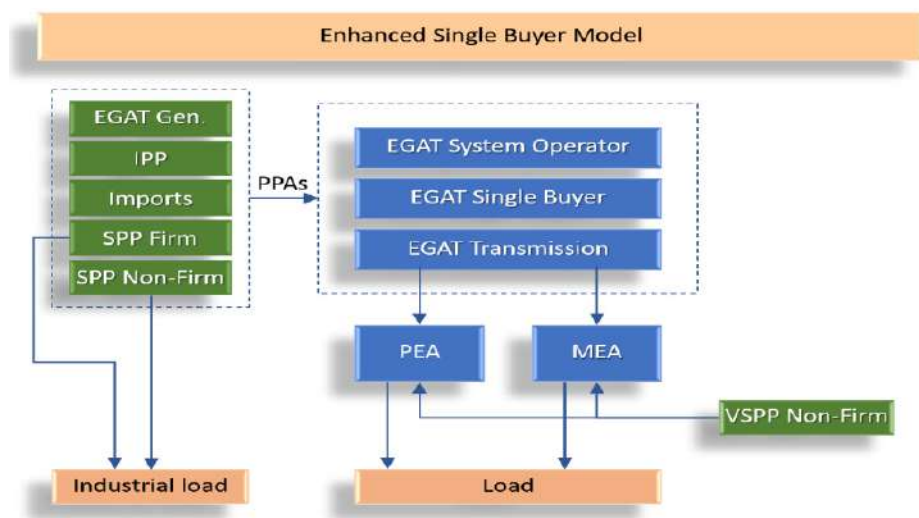 Enhanced Single Buyer Model
EGAT Gen.
IPP
Imports
SPP Firm
SPP Non-Firm
PPAs
EGAT System Operator
EGAT Single Buyer
EGAT Transmission
PEA
MEA
VSPP Non-Firm
Industrial load
Load